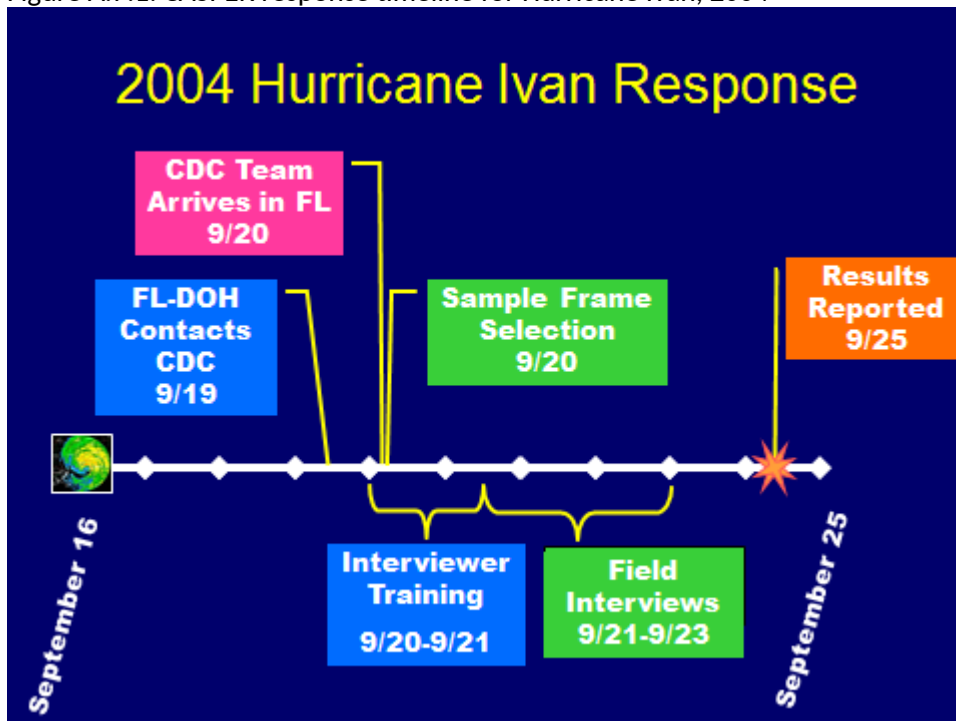 2004 Hurricane Ivan Response
CDC Team
Arrives in FL
9/20
FL-DOH
Contacts
CDC
9/19
Sample Frame
Selection
9/20
Results
Reported
9/25
September 16
Interviewer
Training
9/20-9/21
Field
Interviews
9/21-9/23
September 25